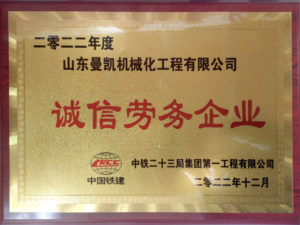 二零二二年度
山东曼凯机械化工程有限公司
诚信劳务企业
CRCC
中国铁建
中铁二十三局集团第一工程有限公司
二零二二年十二月